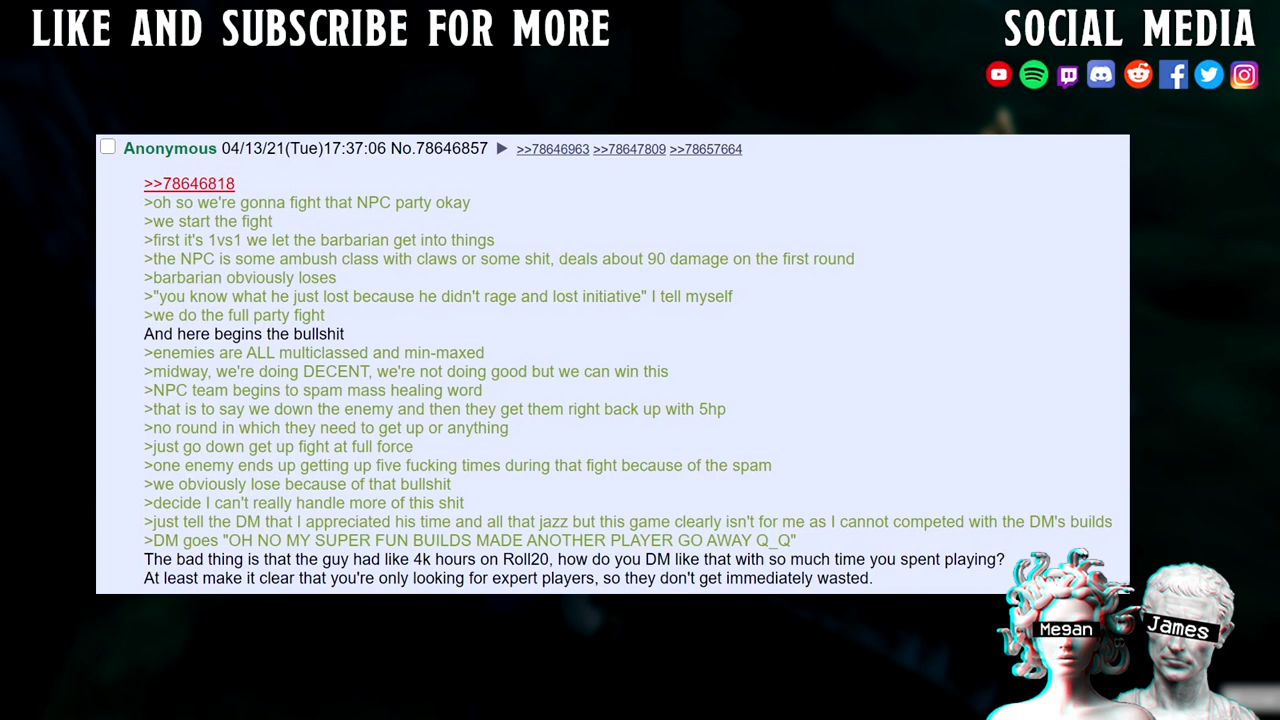 LIKE AND SUBSCRIBE FOR MORE
SOCIAL MEDIA
Anonymous 04/13/21(Tue)17:37:06 No.78646857 ▶ >>78646963 >>78647809 >>78657664
>>78646818
>oh so we're gonna fight that NPC party okay
>we start the fight
>first it's 1vs1 we let the barbarian get into things
>the NPC is some ambush class with claws or some shit, deals about 90 damage on the first round
>barbarian obviously loses
>"you know what he just lost because he didn't rage and lost initiative" I tell myself
>we do the full party fight
And here begins the bullshit
>enemies are ALL multiclassed and min-maxed
>midway, we're doing DECENT, we're not doing good but we can win this
>NPC team begins to spam mass healing word
>that is to say we down the enemy and then they get them right back up with 5hp
>no round in which they need to get up or anything
>just go down get up fight at full force
>one enemy ends up getting up five fucking times during that fight because of the spam
>we obviously lose because of that bullshit
>decide I can't really handle more of this shit
>just tell the DM that I appreciated his time and all that jazz but this game clearly isn't for me as I cannot competed with the DM's builds
>DM goes "OH NO MY SUPER FUN BUILDS MADE ANOTHER PLAYER GO AWAY Q_Q"
The bad thing is that the guy had like 4k hours on Roll20, how do you DM like that with so much time you spent playing?
At least make it clear that you're only looking for expert players, so they don't get immediately wasted.
Megan
James